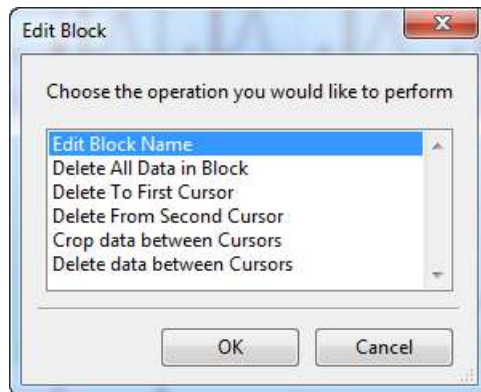 Edit Block
Choose the operation you would like to perform
Edit Block Name
Delete All Data in Block
Delete To First Cursor
Delete From Second Cursor
Crop data between Cursors
Delete data between Cursors
OK
Cancel